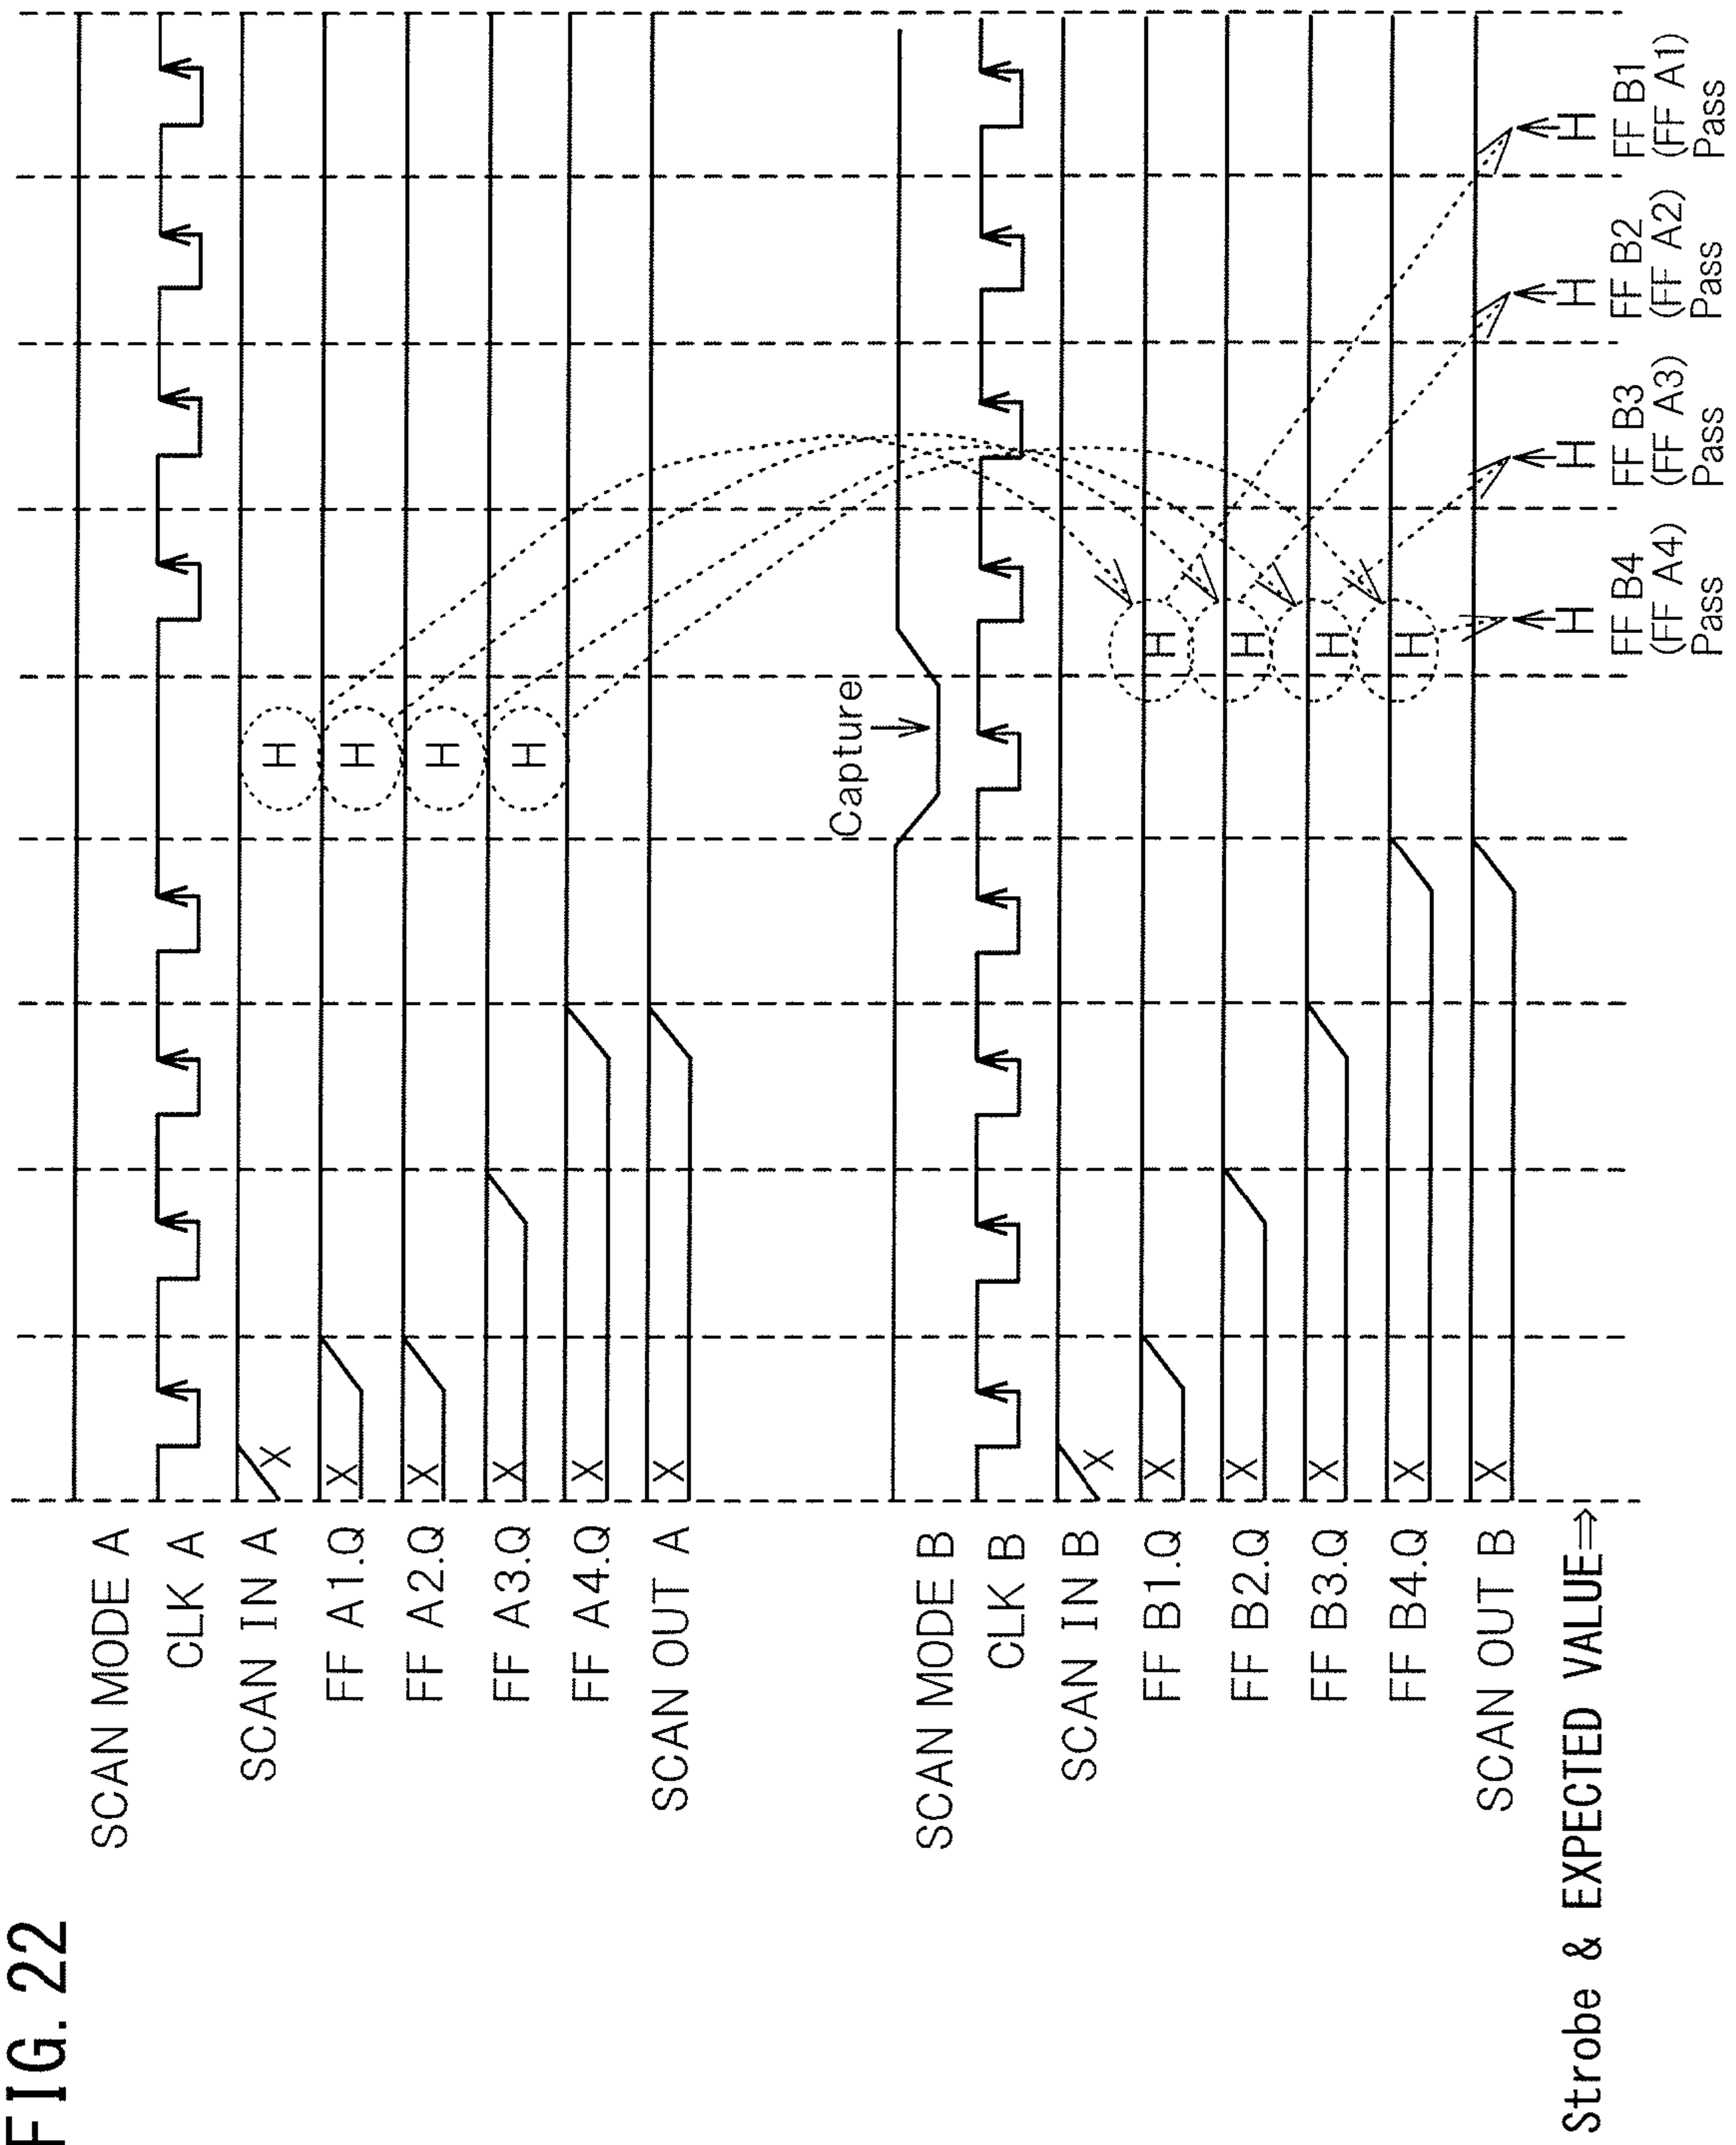 FIG. 22
SCAN MODE A
CLK A
SCAN IN A
X
H
FF A1.Q
X
H
FF A2.Q
X
H
FF A3.Q
X
H
FF A4.Q
X
SCAN OUT A
X
Capture
SCAN MODE B
CLK B
SCAN IN B
X
FF B1.Q
X
H
FF B2.Q
X
H
FF B3.Q
X
H
FF B4.Q
X
H
SCAN OUT B
X
Strobe & EXPECTED VALUE⇒
H
H
H
H
FF B4
(FF A4)
Pass
FF B3
(FF A3)
Pass
FF B2
(FF A2)
Pass
FF B1
(FF A1)
Pass